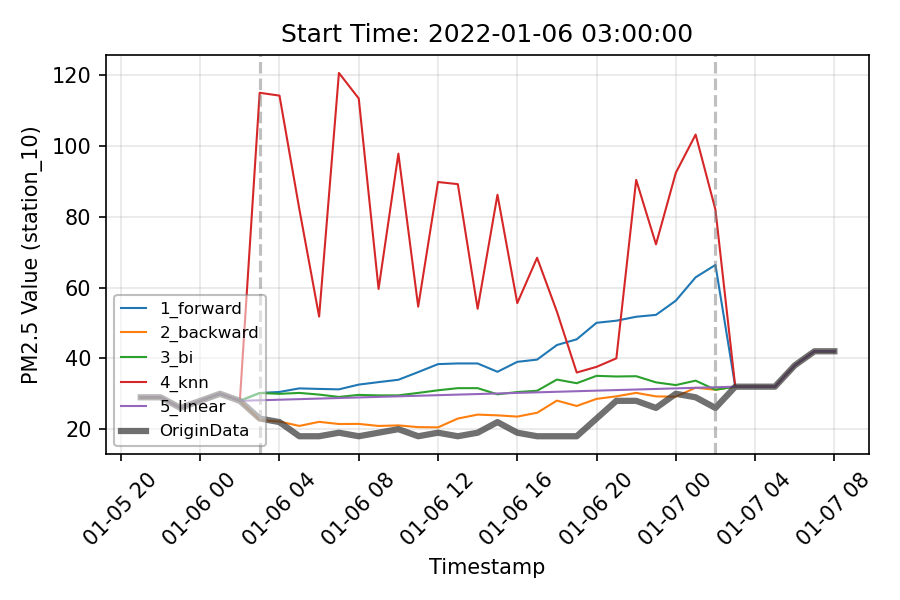 Start Time: 2022-01-06 03:00:00
PM2.5 Value (station_10)
120
100
80
60
40
20
1_forward
2_backward
3_bi
4_knn
5_linear
OriginData
01-05 20
01-06 00
01-06 04
01-06 08
01-06 12
01-06 16
01-06 20
01-07 00
01-07 04
01-07 08
Timestamp